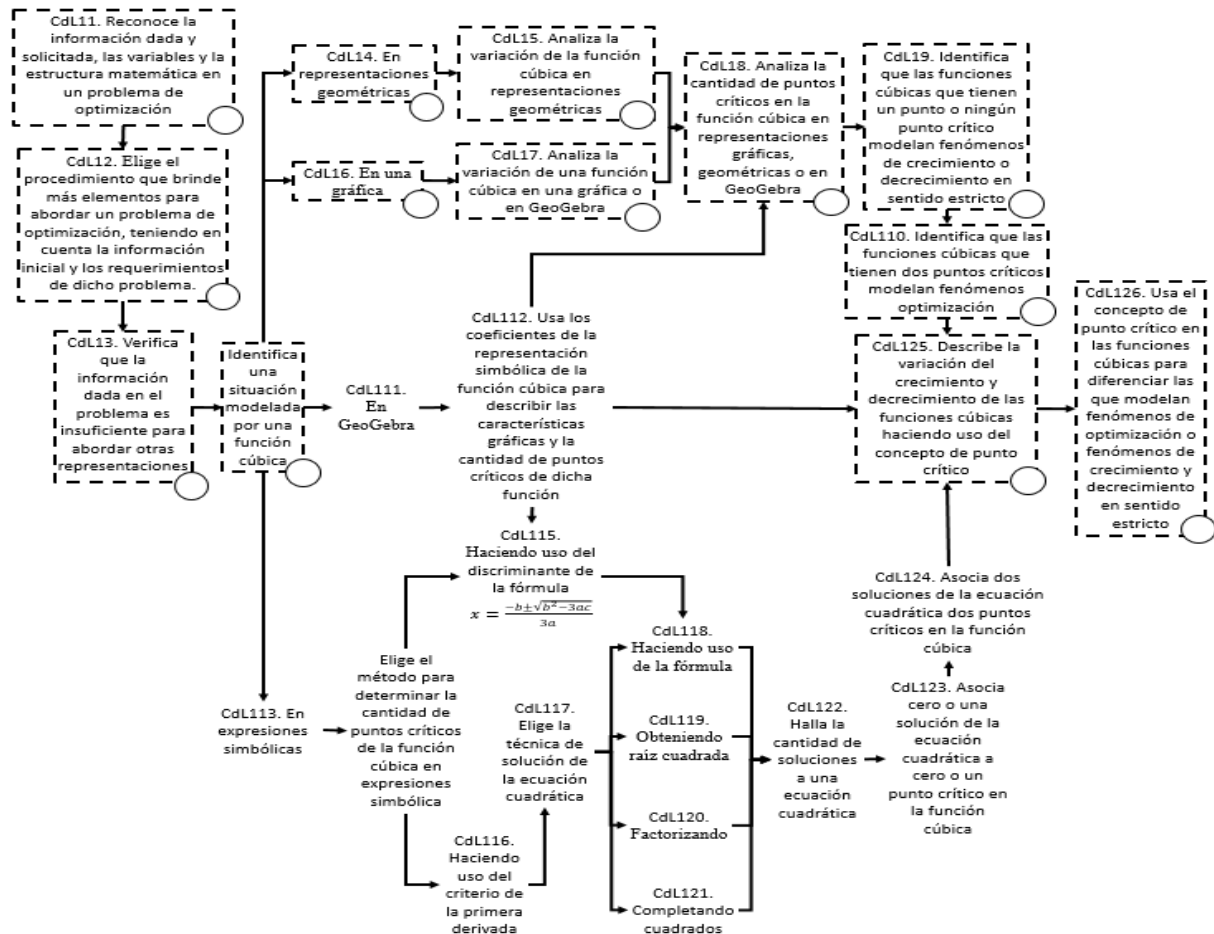 CdL11. Reconoce la
información dada y
solicitada, las variables y la
estructura matemática en
un problema de
optimización
CdL12. Elige el
procedimiento que brinde
más elementos para
abordar un problema de
optimización, teniendo en
cuenta la información
inicial y los requerimientos
de dicho problema.
CdL13. Verifica
que la
información
dada en el
problema es
insuficiente para
abordar otras
representaciones
Identifica
una
situación
modelada
por una
función
cúbica
CdL14. En
representaciones
geométricas
CdL15. Analiza la
variación de la función
cúbica en
representaciones
geométricas
CdL16. En una
gráfica
CdL17. Analiza la
variación de una función
cúbica en una gráfica o
en GeoGebra
CdL18. Analiza la
cantidad de puntos
críticos en la
función cúbica en
representaciones
gráficas,
geométricas o en
GeoGebra
CdL19. Identifica
que las funciones
cúbicas que tienen
un punto o ningún
punto crítico
modelan fenómenos
de crecimiento o
decrecimiento en
sentido estricto
CdL110. Identifica que las
funciones cúbicas que
tienen dos puntos críticos
modelan fenómenos
optimización
CdL111.
En
GeoGebra
CdL112. Usa los
coeficientes de la
representación
simbólica de la
función cúbica para
describir las
características
gráficas y la
cantidad de puntos
críticos de dicha
función
CdL125. Describe la
variación del
crecimiento y
decrecimiento de las
funciones cúbicas
haciendo uso del
concepto de punto
crítico
CdL126. Usa el
concepto de
punto crítico en
las funciones
cúbicas para
diferenciar las
que modelan
fenómenos de
optimización o
fenómenos de
crecimiento y
decrecimiento
en sentido
estricto
CdL113. En
expresiones
simbólicas
Elige el
método para
determinar la
cantidad de
puntos críticos
de la función
cúbica en
expresiones
simbólica
CdL115.
Haciendo uso del
discriminante de
la fórmula
x = \frac{-b±\sqrt{b^2-3ac}}{3a}
CdL116.
Haciendo
uso del
criterio de
la primera
derivada
CdL117.
Elige la
técnica de
solución de
la ecuación
cuadrática
CdL118.
Haciendo uso
de la fórmula
CdL119.
Obteniendo
raíz cuadrada
CdL120.
Factorizando
CdL121.
Completando
cuadrados
CdL122.
Halla la
cantidad de
soluciones
a una
ecuación
cuadrática
CdL123. Asocia
cero o una
solución de la
ecuación
cuadrática a
cero o un
punto crítico en
la función
cúbica
CdL124. Asocia dos
soluciones de la ecuación
cuadrática dos puntos
críticos en la función
cúbica